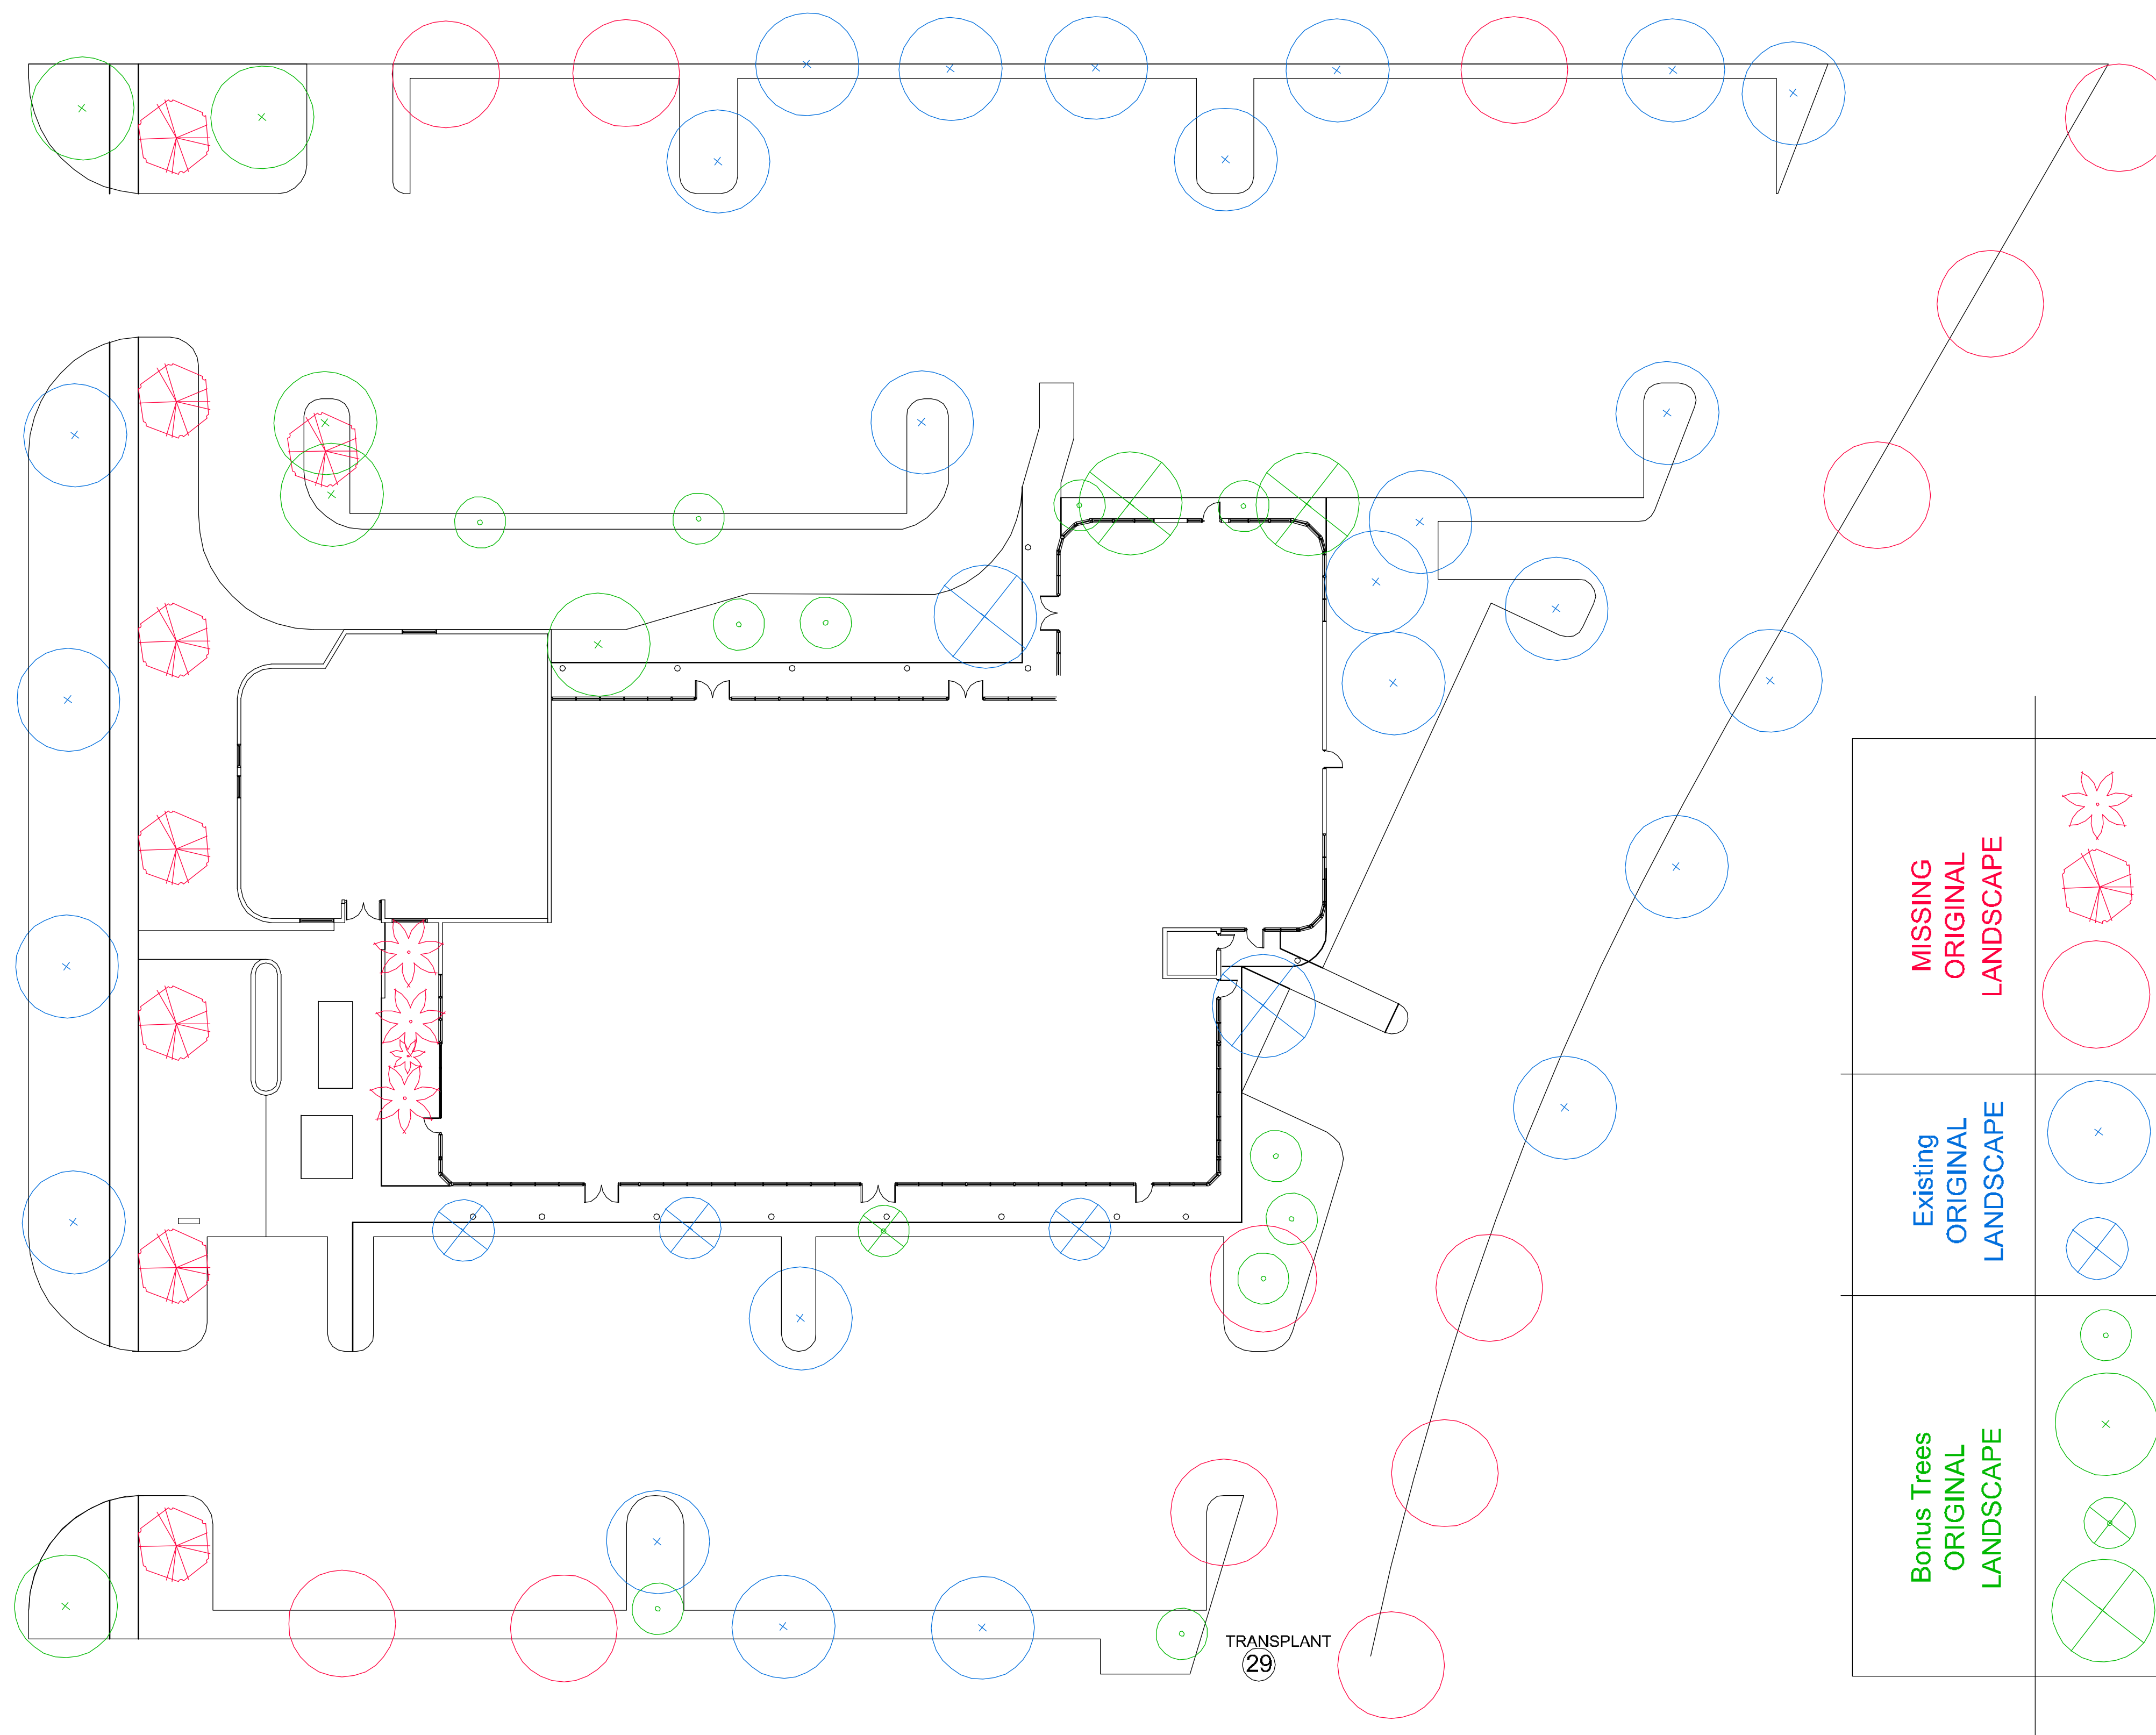 MISSING
ORIGINAL
LANDSCAPE
Existing
ORIGINAL
LANDSCAPE
Bonus Trees
ORIGINAL
LANDSCAPE
TRANSPLANT
29